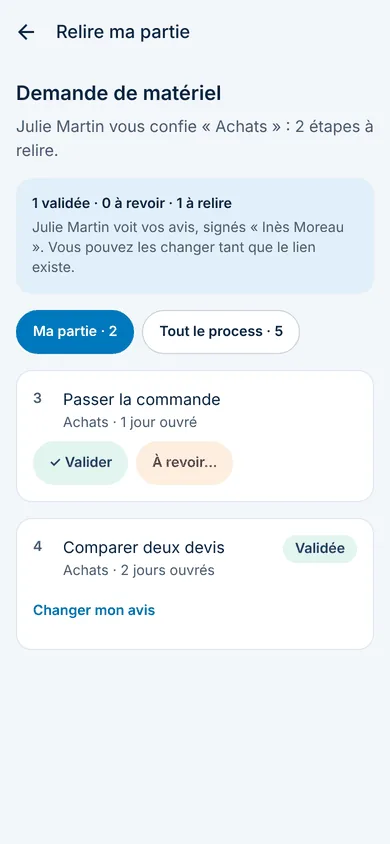 Relire ma partie
Demande de matériel
Julie Martin vous confie « Achats » : 2 étapes à
relire.
1 validée · 0 à revoir · 1 à relire
Julie Martin voit vos avis, signés « Inès Moreau
». Vous pouvez les changer tant que le lien
existe.
Ma partie · 2
Tout le process · 5
3
Passer la commande
Achats · 1 jour ouvré
✓ Valider
À revoir…
4
Comparer deux devis
Validée
Achats · 2 jours ouvrés
Changer mon avis